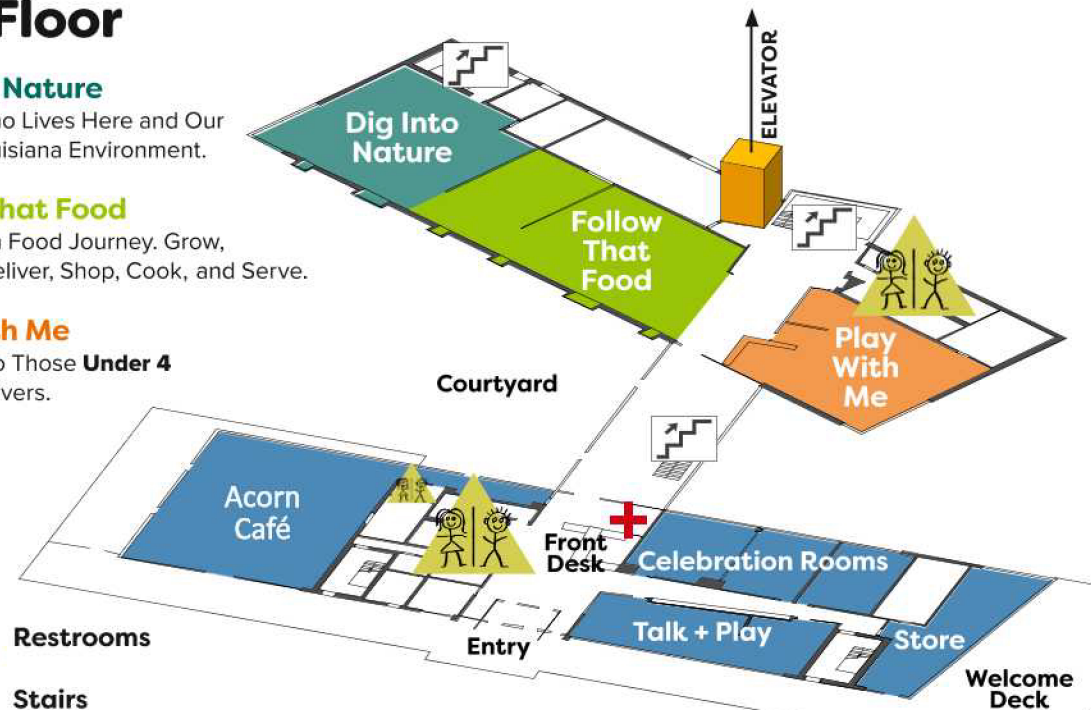 Floor
Nature
o Lives Here and Our
isiana Environment.
hat Food
Food Journey. Grow,
eliver, Shop, Cook, and Serve.
h Me
o Those Under 4
vers.
ELEVATOR
Dig Into
Nature
Follow
That
Food
Play
With
Me
Courtyard
Acorn
Café
Front
Desk
Celebration Rooms
Talk + Play
Store
Entry
Welcome
Deck
Restrooms
Stairs